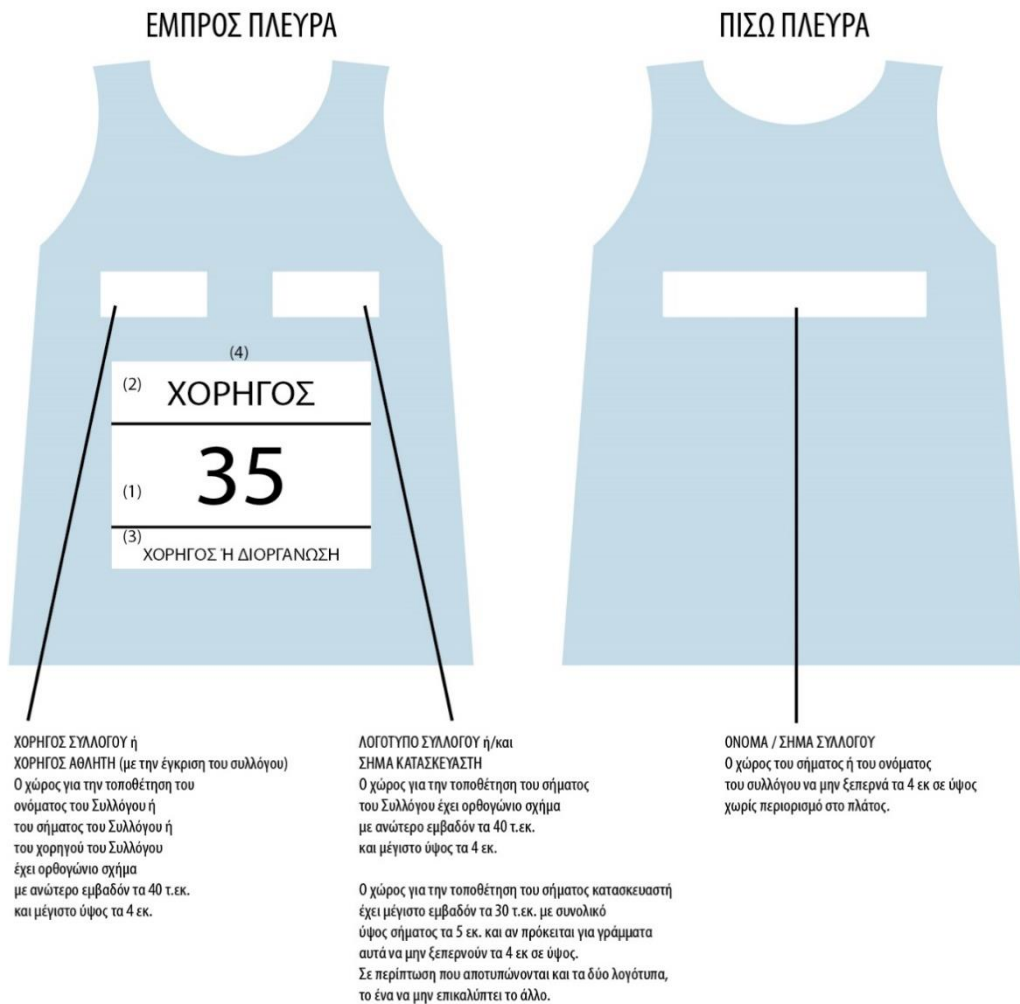 ΕΜΠΡΟΣ ΠΛΕΥΡΑ
ΠΙΣΩ ΠΛΕΥΡΑ
(4)
(2) ΧΟΡΗΓΟΣ
(1) 35
(3)
ΧΟΡΗΓΟΣ Ή ΔΙΟΡΓΑΝΩΣΗ
ΧΟΡΗΓΟΣ ΣΥΛΛΟΓΟΥ ή
ΧΟΡΗΓΟΣ ΑΘΛΗΤΗ (με την έγκριση του συλλόγου)
Ο χώρος για την τοποθέτηση του
ονόματος του Συλλόγου ή
του σήματος του Συλλόγου ή
του χορηγού του Συλλόγου
έχει ορθογώνιο σχήμα
με ανώτερο εμβαδόν τα 40 τ.εκ.
και μέγιστο ύψος τα 4 εκ.
ΛΟΓΟΤΥΠΟ ΣΥΛΛΟΓΟΥ ή/και
ΣΗΜΑ ΚΑΤΑΣΚΕΥΑΣΤΗ
Ο χώρος για την τοποθέτηση του σήματος
του Συλλόγου έχει ορθογώνιο σχήμα
με ανώτερο εμβαδόν τα 40 τ.εκ.
και μέγιστο ύψος τα 4 εκ.
Ο χώρος για την τοποθέτηση του σήματος κατασκευαστή
έχει μέγιστο εμβαδόν τα 30 τ.εκ. με συνολικό
ύψος σήματος τα 5 εκ. και αν πρόκειται για γράμματα
αυτά να μην ξεπερνούν τα 4 εκ σε ύψος.
Σε περίπτωση που αποτυπώνονται και τα δύο λογότυπα,
το ένα να μην επικαλύπτει το άλλο.
ΟΝΟΜΑ / ΣΗΜΑ ΣΥΛΛΟΓΟΥ
Ο χώρος του σήματος ή του ονόματος
του συλλόγου να μην ξεπερνά τα 4 εκ σε ύψος
χωρίς περιορισμό στο πλάτος.